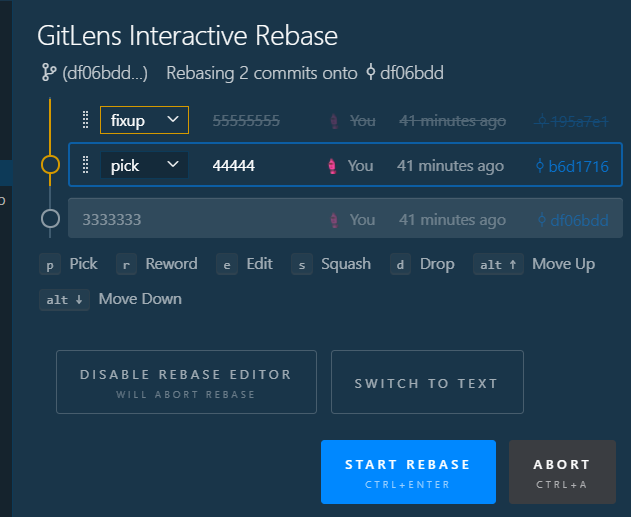 GitLens Interactive Rebase
(df06bdd...) Rebasing 2 commits onto df06bdd
fixup 55555555 You 41 minutes ago 195a7e1
pick 44444 You 41 minutes ago b6d1716
3333333 You 41 minutes ago df06bdd
p Pick r Reword e Edit s Squash d Drop alt ↑ Move Up
alt ↓ Move Down
DISABLE REBASE EDITOR
WILL ABORT REBASE
SWITCH TO TEXT
START REBASE
CTRL+ENTER
ABORT
CTRL+A